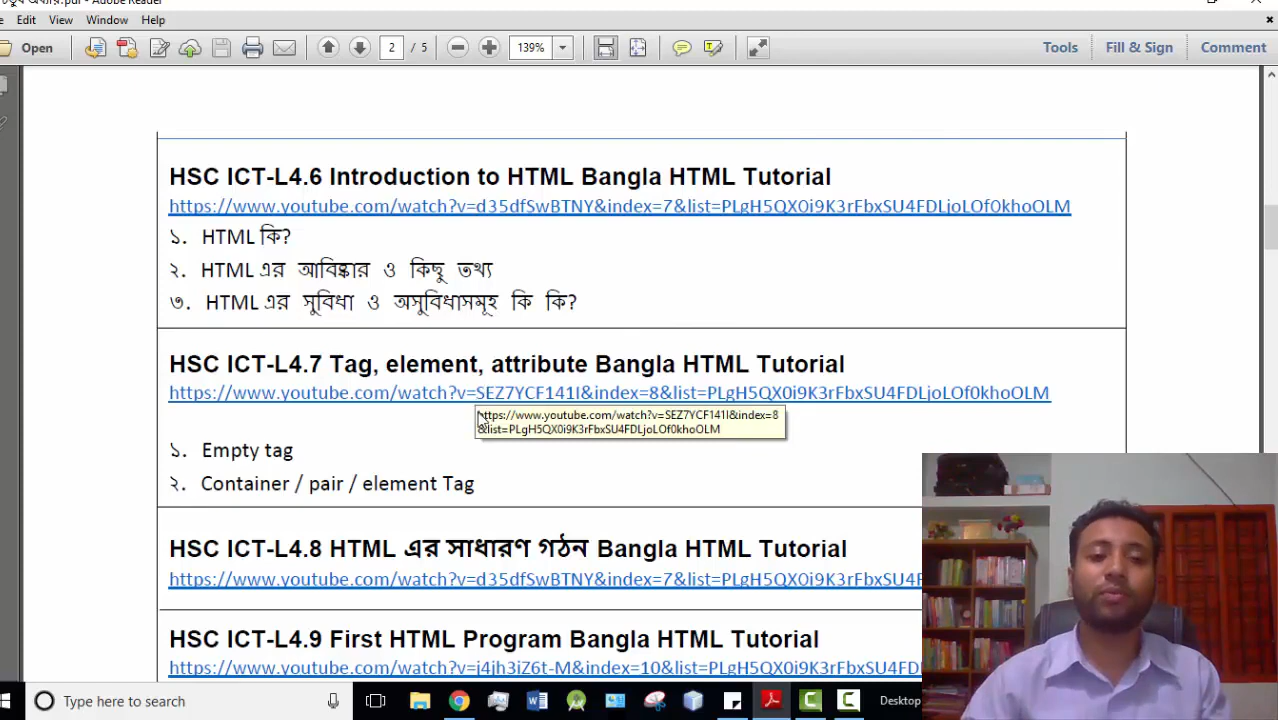 চতুর্থ অধ্যায়.pdf - Adobe Reader
Edit View Window Help
Open 2 / 5 139% Tools Fill & Sign Comment
HSC ICT-L4.6 Introduction to HTML Bangla HTML Tutorial
https://www.youtube.com/watch?v=d35dfSwBTNY&index=7&list=PLgH5QX0i9K3rFbxSU4FDLjoLOf0khoOLM
১. HTML কি?
২. HTML এর আবিষ্কার ও কিছু তথ্য
৩. HTML এর সুবিধা ও অসুবিধাসমূহ কি কি?
HSC ICT-L4.7 Tag, element, attribute Bangla HTML Tutorial
https://www.youtube.com/watch?v=SEZ7YCF141I&index=8&list=PLgH5QX0i9K3rFbxSU4FDLjoLOf0khoOLM
https://www.youtube.com/watch?v=SEZ7YCF141I&index=8
&list=PLgH5QX0i9K3rFbxSU4FDLjoLOf0khoOLM
১. Empty tag
২. Container / pair / element Tag
HSC ICT-L4.8 HTML এর সাধারণ গঠন Bangla HTML Tutorial
https://www.youtube.com/watch?v=d35dfSwBTNY&index=7&list=PLgH5QX0i9K3rFbxSU4F
HSC ICT-L4.9 First HTML Program Bangla HTML Tutorial
https://www.youtube.com/watch?v=j4jh3iZ6t-M&index=10&list=PLgH5QX0i9K3rFbxSU4F
Type here to search Desktop